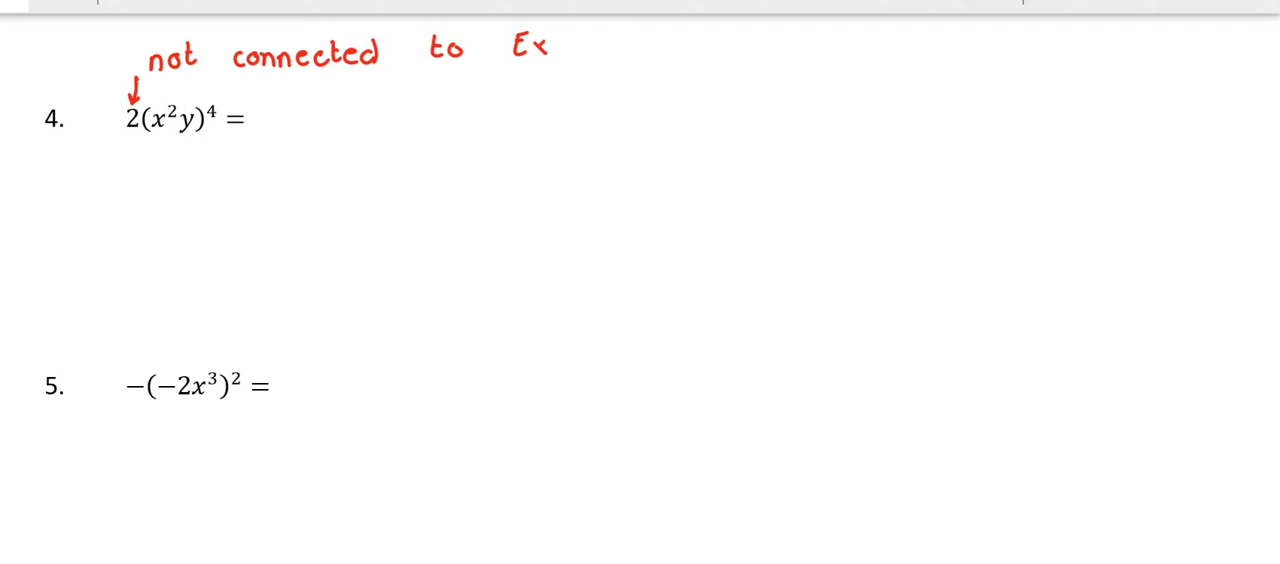 not connected to Ex
4. 2(x²y)⁴ =
5. −(−2x³)² =